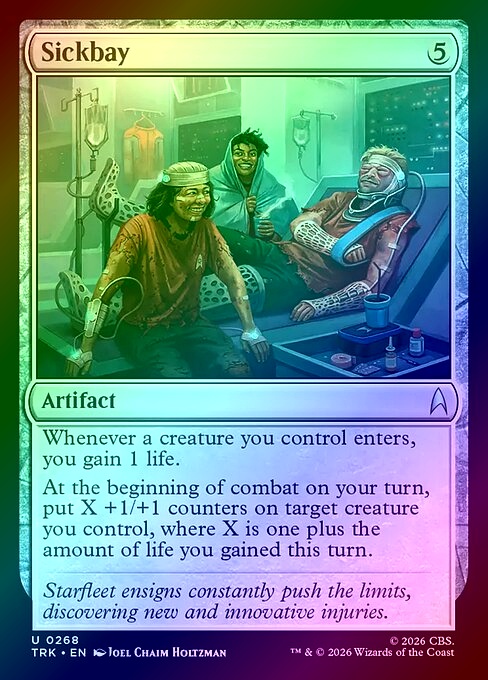 Sickbay 5
Artifact
Whenever a creature you control enters,
you gain 1 life.
At the beginning of combat on your turn,
put X +1/+1 counters on target creature
you control, where X is one plus the
amount of life you gained this turn.
Starfleet ensigns constantly push the limits,
discovering new and innovative injuries.
U 0268 © 2026 CBS.
TRK • EN Joel Chaim Holtzman ™ & © 2026 Wizards of the Coast